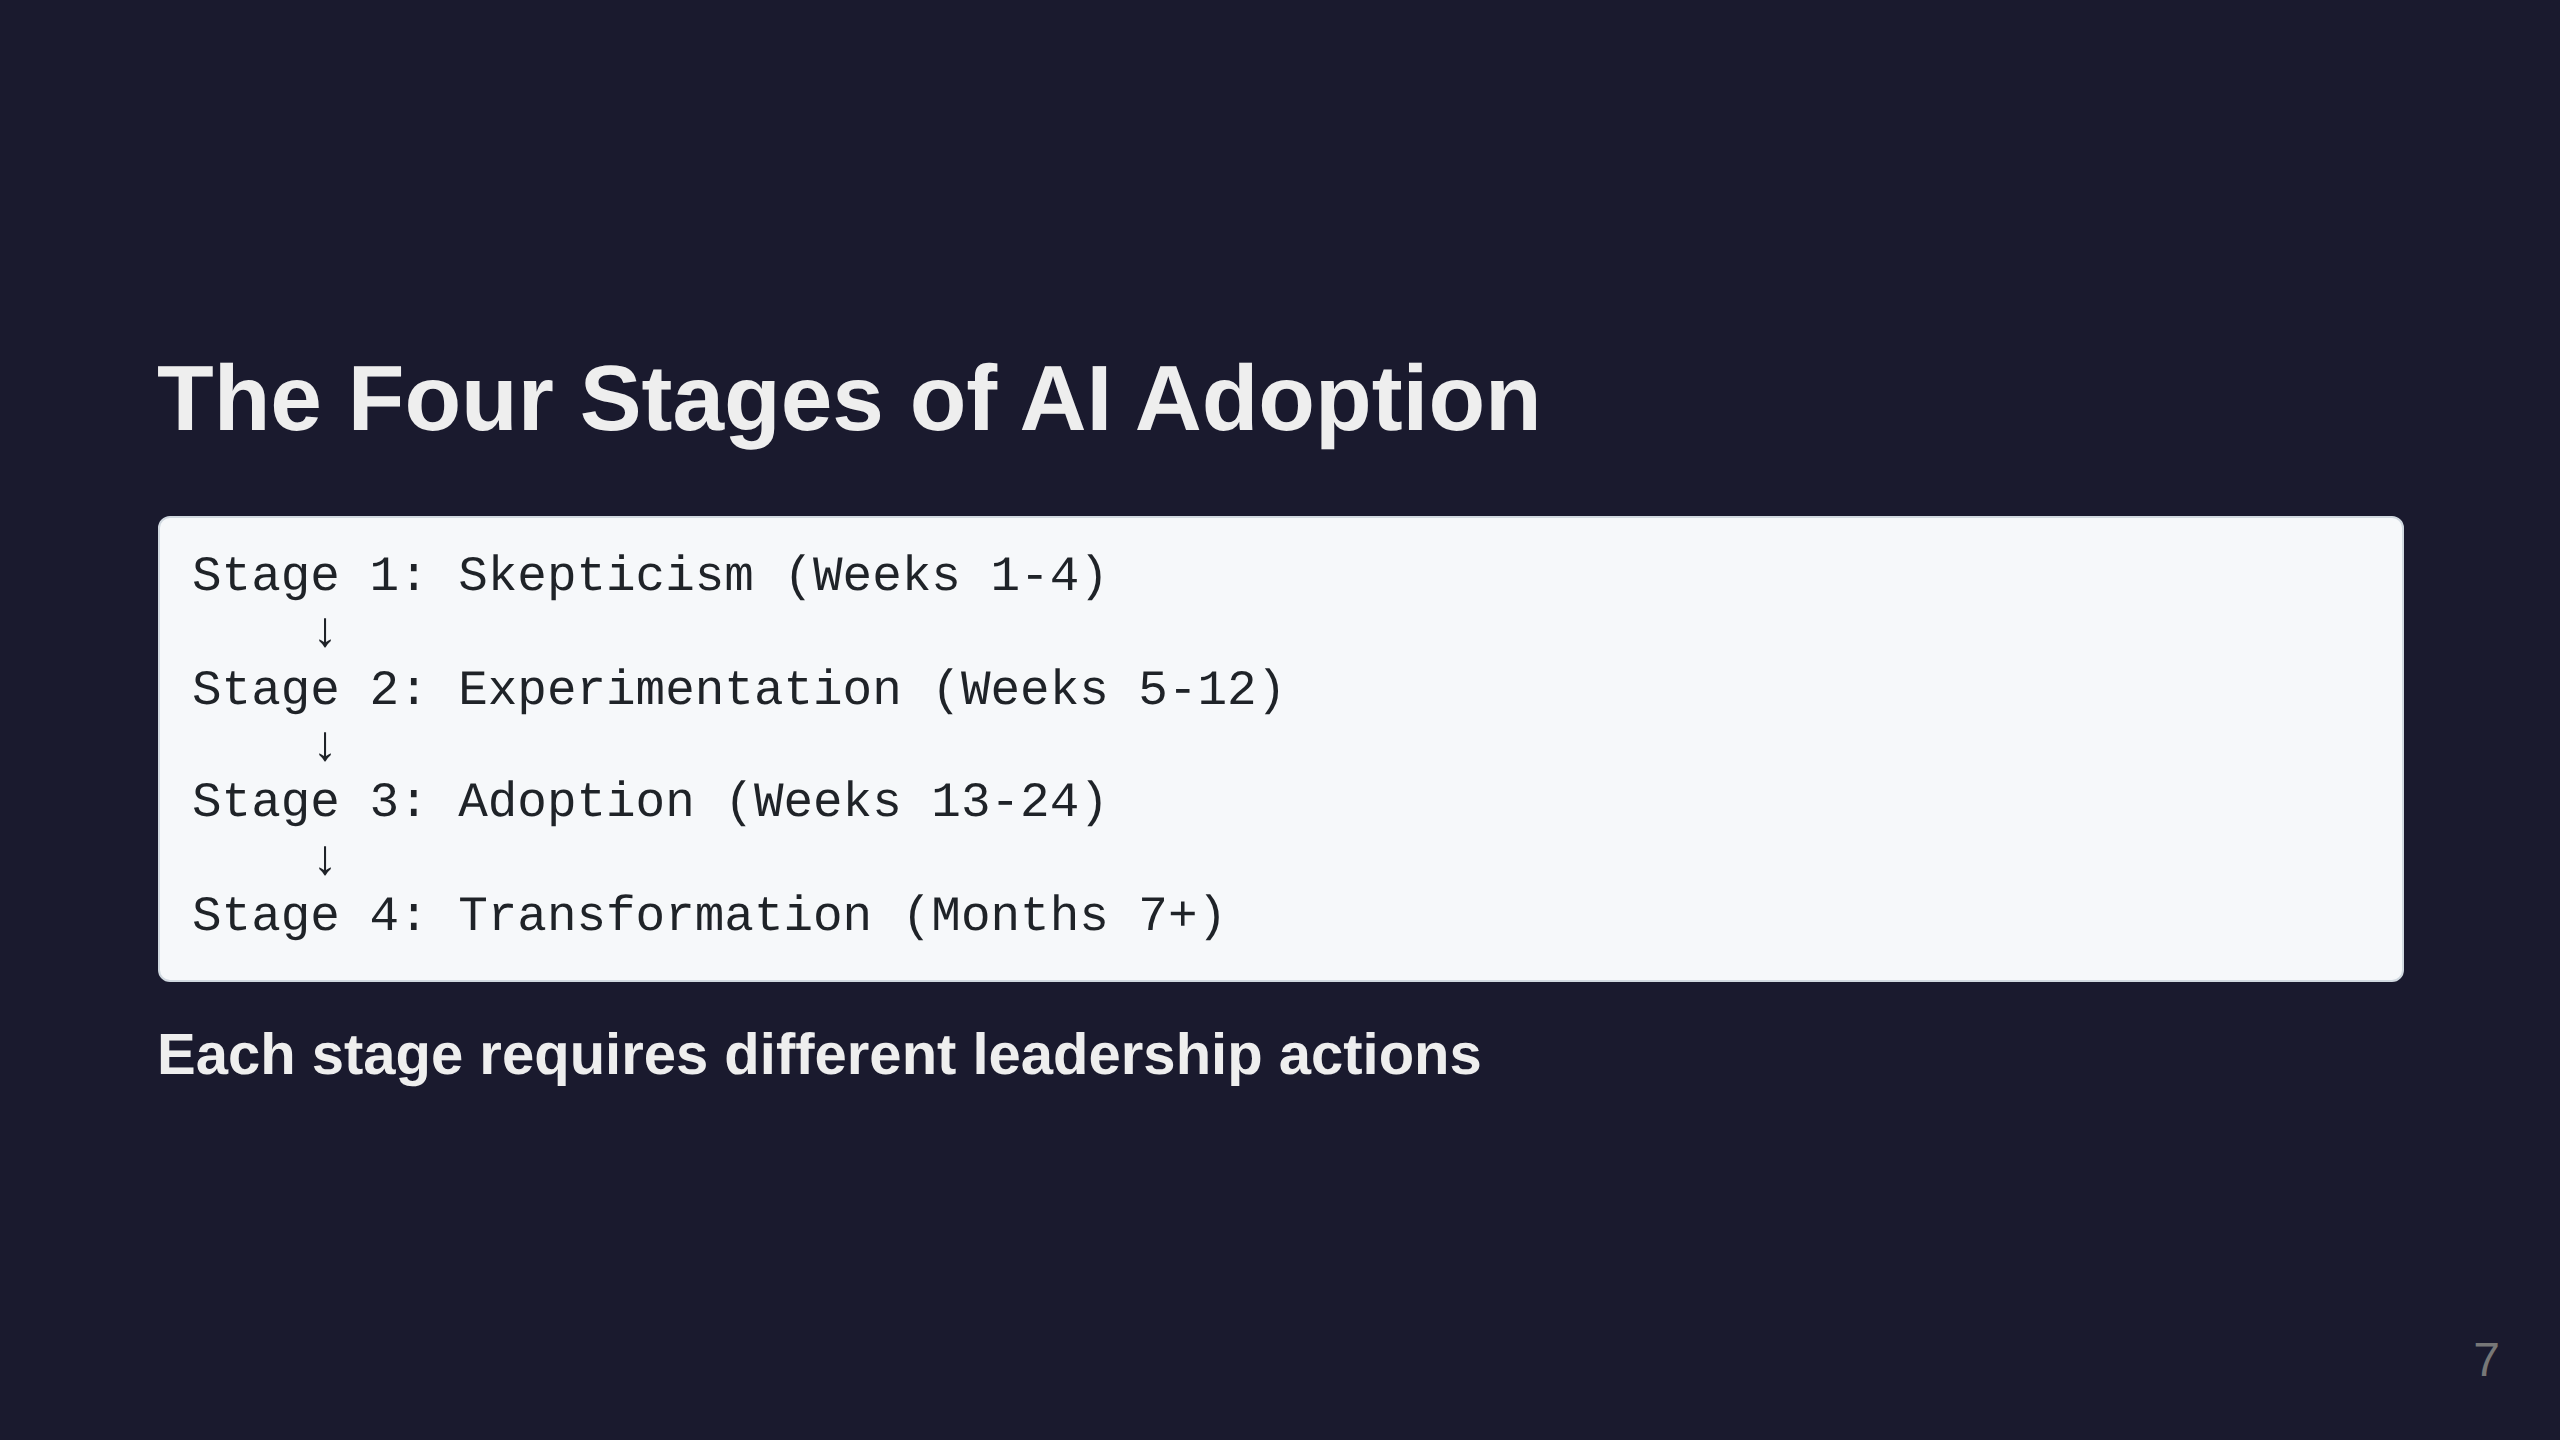 The Four Stages of AI Adoption
Stage 1: Skepticism (Weeks 1-4)
↓
Stage 2: Experimentation (Weeks 5-12)
↓
Stage 3: Adoption (Weeks 13-24)
↓
Stage 4: Transformation (Months 7+)
Each stage requires different leadership actions
7